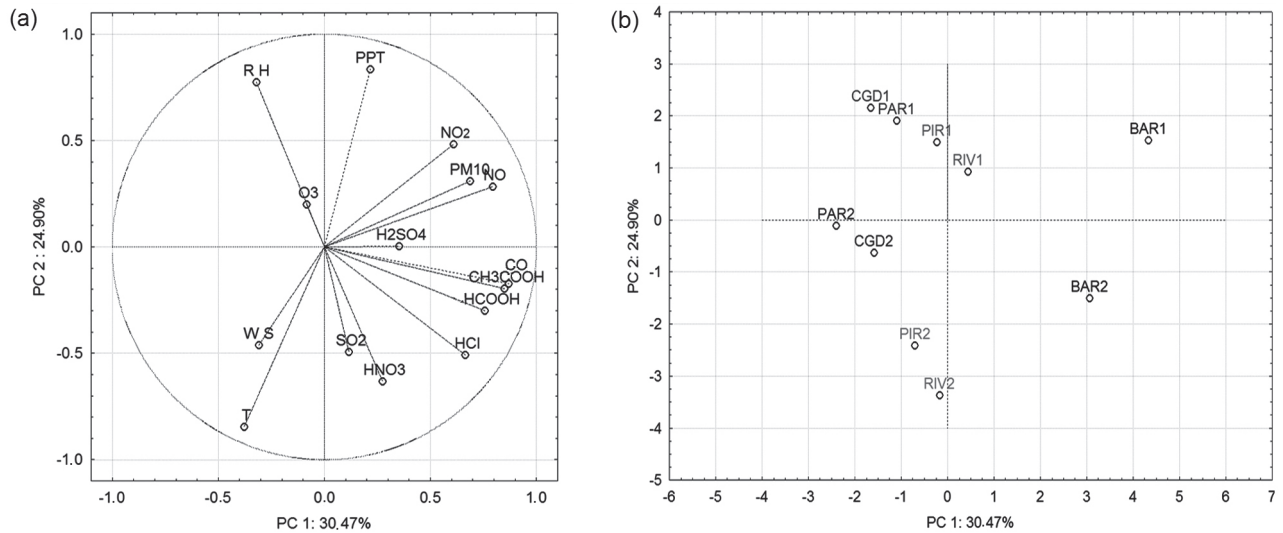 (a)
1.0
0.5
0.0
-0.5
-1.0
PC 2 : 24.90%
R H
PPT
NO2
PM10
NO
O3
H2SO4
CO
CH3COOH
HCOOH
W S
SO2
HCl
HNO3
T
-1.0 -0.5 0.0 0.5 1.0
PC 1: 30.47%
(b)
4
3
2
1
0
-1
-2
-3
-4
-5
PC 2: 24.90%
CGD1
PAR1
PIR1
BAR1
RIV1
PAR2
CGD2
BAR2
PIR2
RIV2
-6 -5 -4 -3 -2 -1 0 1 2 3 4 5 6 7
PC 1: 30.47%